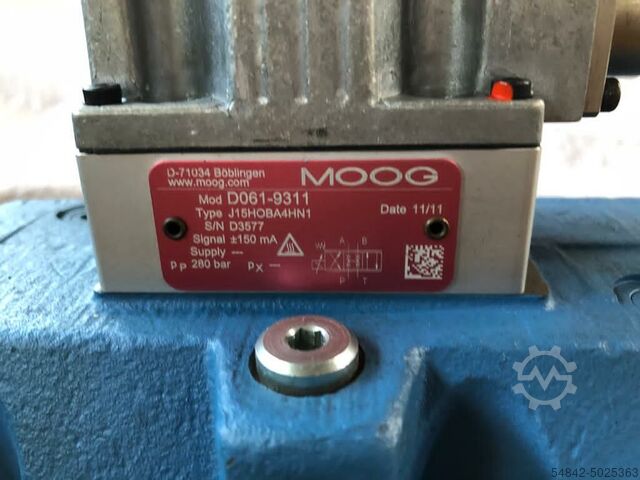 D-71034 Böblingen
www.moog.com
MOOG
Mod D061-9311
Type J15HOBA4HN1
Date 11/11
S/N D3577
Signal ±150 mA
Supply ---
pP 280 bar pX —
A B
P T
54842-5025363